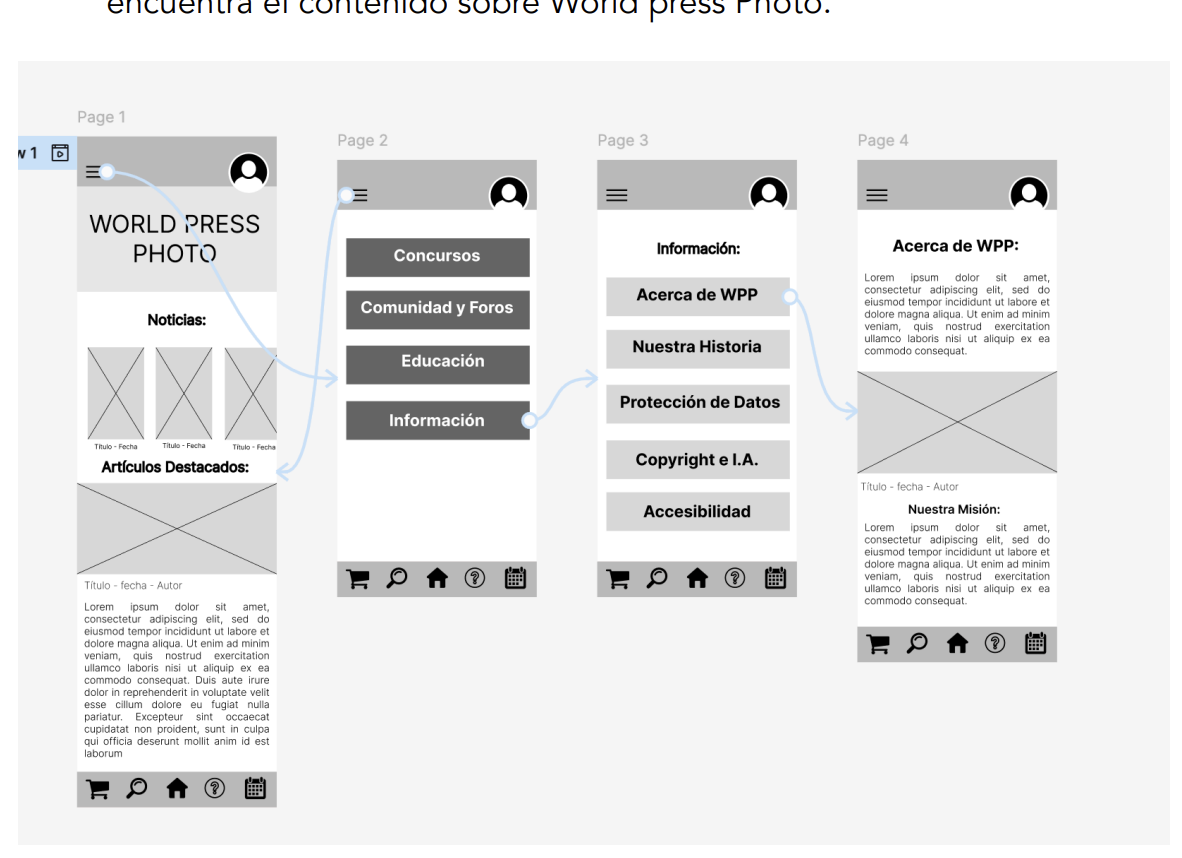 encuentra el contenido sobre World press Photo.
Page 1
w 1
WORLD PRESS
PHOTO
Noticias:
Título - Fecha
Título - Fecha
Título - Fecha
Artículos Destacados:
Título - fecha - Autor
Lorem ipsum dolor sit amet,
consectetur adipiscing elit, sed do
eiusmod tempor incididunt ut labore et
dolore magna aliqua. Ut enim ad minim
veniam, quis nostrud exercitation
ullamco laboris nisi ut aliquip ex ea
commodo consequat. Duis aute irure
dolor in reprehenderit in voluptate velit
esse cillum dolore eu fugiat nulla
pariatur. Excepteur sint occaecat
cupidatat non proident, sunt in culpa
qui officia deserunt mollit anim id est
laborum
?
Page 2
Concursos
Comunidad y Foros
Educación
Información
?
Page 3
Información:
Acerca de WPP
Nuestra Historia
Protección de Datos
Copyright e I.A.
Accesibilidad
?
Page 4
Acerca de WPP:
Lorem ipsum dolor sit amet,
consectetur adipiscing elit, sed do
eiusmod tempor incididunt ut labore et
dolore magna aliqua. Ut enim ad minim
veniam, quis nostrud exercitation
ullamco laboris nisi ut aliquip ex ea
commodo consequat.
Título - fecha - Autor
Nuestra Misión:
Lorem ipsum dolor sit amet,
consectetur adipiscing elit, sed do
eiusmod tempor incididunt ut labore et
dolore magna aliqua. Ut enim ad minim
veniam, quis nostrud exercitation
ullamco laboris nisi ut aliquip ex ea
commodo consequat.
?